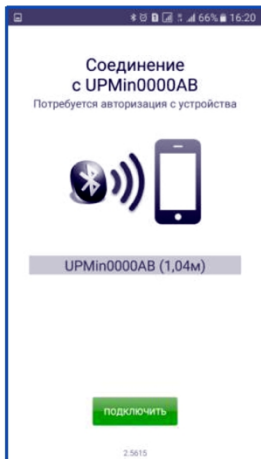 66% 16:20
Соединение
с UPMin0000AB
Потребуется авторизация с устройства
UPMin0000AB (1,04м)
ПОДКЛЮЧИТЬ
2.5615